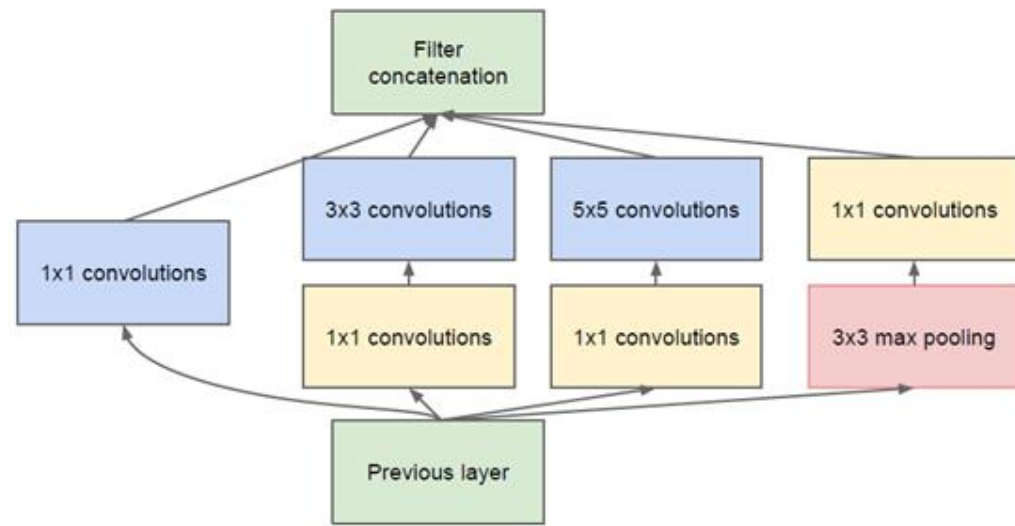 Filter
concatenation
3x3 convolutions
5x5 convolutions
1x1 convolutions
1x1 convolutions
1x1 convolutions
1x1 convolutions
3x3 max pooling
Previous layer